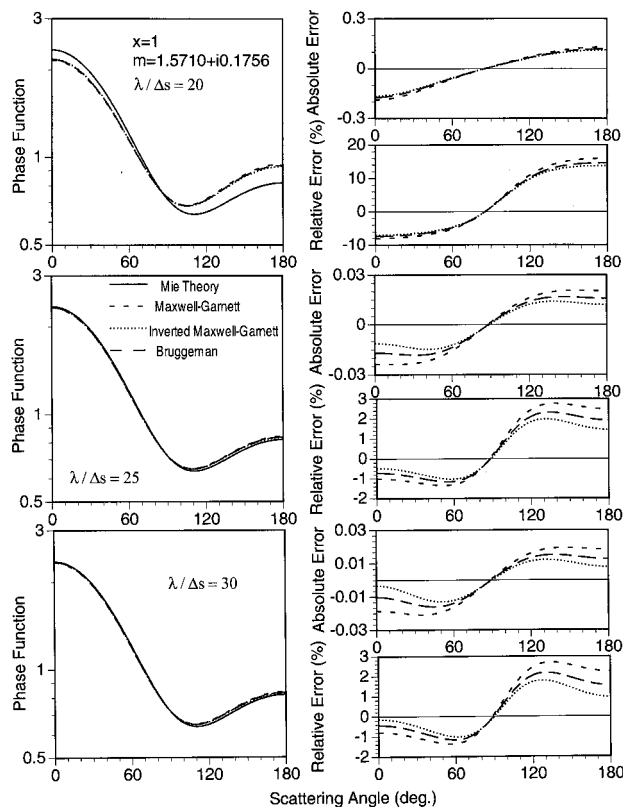 3
x=1
m=1.5710+i0.1756
λ / Δs = 20
Phase Function
1
0.5
0 60 120 180
0.3
0
-0.3
Absolute Error
0 60 120 180
20
10
0
-10
Relative Error (%)
0 60 120 180
3
Mie Theory
Maxwell-Garnett
Inverted Maxwell-Garnett
Bruggeman
λ / Δs = 25
Phase Function
1
0.5
0 60 120 180
0.03
0
-0.03
Absolute Error
0 60 120 180
3
2
1
0
-1
-2
Relative Error (%)
0 60 120 180
3
λ / Δs = 30
Phase Function
1
0.5
0 60 120 180
0.03
0.01
-0.01
-0.03
Absolute Error
0 60 120 180
3
2
1
0
-1
-2
Relative Error (%)
0 60 120 180
Scattering Angle (deg.)